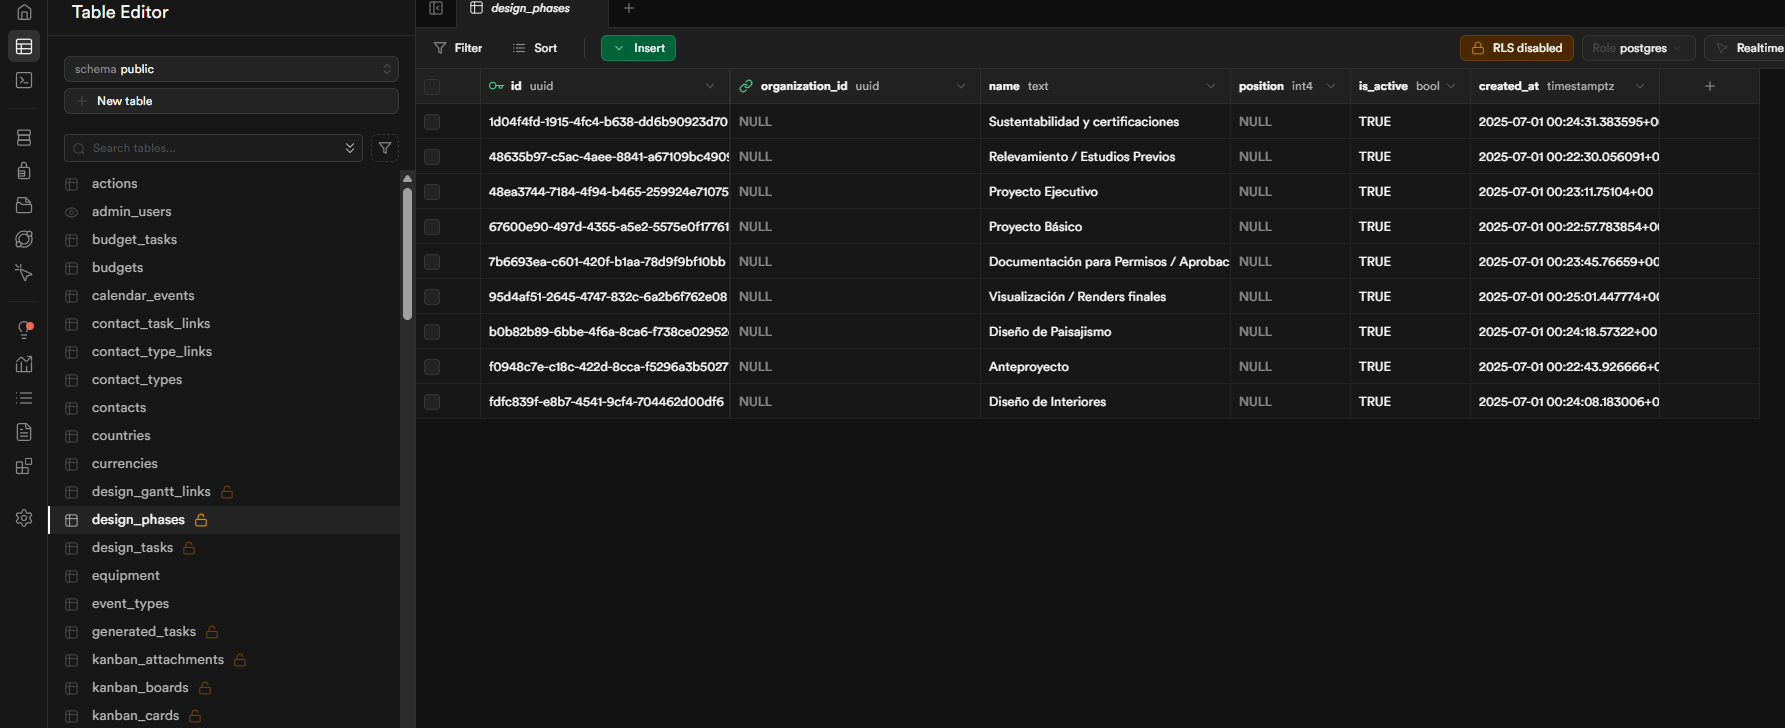 Table Editor
design_phases
schema public
New table
Search tables...
actions
admin_users
budget_tasks
budgets
calendar_events
contact_task_links
contact_type_links
contact_types
contacts
countries
currencies
design_gantt_links
design_phases
design_tasks
equipment
event_types
generated_tasks
kanban_attachments
kanban_boards
kanban_cards
Filter Sort Insert RLS disabled Role postgres Realtime
id uuid organization_id uuid name text position int4 is_active bool created_at timestamptz
1d04f4fd-1915-4fc4-b638-dd6b90923d70 NULL Sustentabilidad y certificaciones NULL TRUE 2025-07-01 00:24:31.383595+0
48635b97-c5ac-4aee-8841-a67109bc490 NULL Relevamiento / Estudios Previos NULL TRUE 2025-07-01 00:22:30.056091+0
48ea3744-7184-4f94-b465-259924e71075 NULL Proyecto Ejecutivo NULL TRUE 2025-07-01 00:23:11.75104+00
67600e90-497d-4355-a5e2-5575e0f17761 NULL Proyecto Básico NULL TRUE 2025-07-01 00:22:57.783854+0
7b6693ea-c601-420f-b1aa-78d9f9bf10bb NULL Documentación para Permisos / Aprobac NULL TRUE 2025-07-01 00:23:45.76659+00
95d4af51-2645-4747-832c-6a2b6f762e08 NULL Visualización / Renders finales NULL TRUE 2025-07-01 00:25:01.447774+0
b0b82b89-6bbe-4f6a-8ca6-f738ce02952 NULL Diseño de Paisajismo NULL TRUE 2025-07-01 00:24:18.57322+00
f0948c7e-c18c-422d-8cca-f5296a3b5027 NULL Anteproyecto NULL TRUE 2025-07-01 00:22:43.926666+0
fdfc839f-e8b7-4541-9cf4-704462d00df6 NULL Diseño de Interiores NULL TRUE 2025-07-01 00:24:08.183006+0